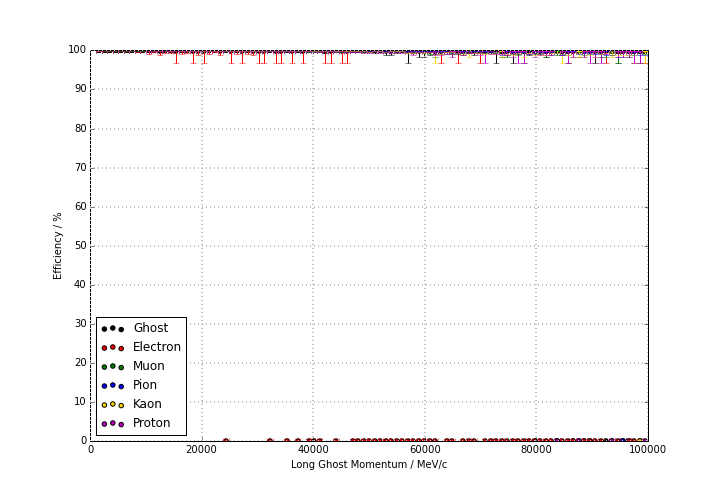 100
90
80
70
60
50
40
30
20
10
0
Efficiency / %
Ghost
Electron
Muon
Pion
Kaon
Proton
0 20000 40000 60000 80000 100000
Long Ghost Momentum / MeV/c